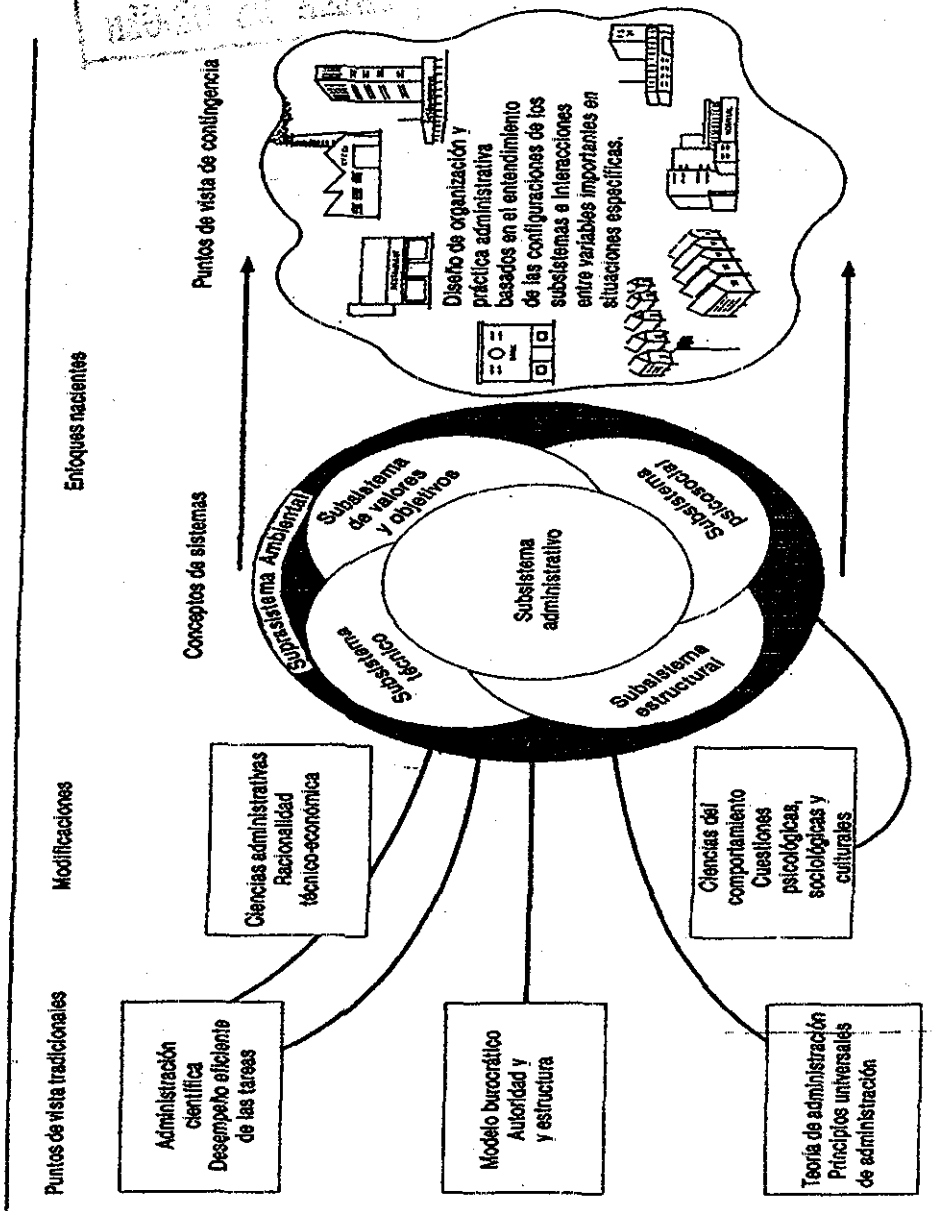 Puntos de vista tradicionales
Modificaciones
Enfoques nacientes
Conceptos de sistemas
Puntos de vista de contingencia
Administración
científica
Desempeño eficiente
de las tareas
Modelo burocrático
Autoridad y
estructura
Teoría de administración
Principios universales
de administración
Ciencias administrativas
Racionalidad
técnico-económica
Ciencias del
comportamiento
Cuestiones
psicológicas,
sociológicas y
culturales
Suprasistema Ambiental
Subsistema
técnico
Subsistema
de valores
y objetivos
Subsistema
administrativo
Subsistema
estructural
Subsistema
psicosocial
Diseño de organización y
práctica administrativa
basados en el entendimiento
de las configuraciones de los
subsistemas e interacciones
entre variables importantes en
situaciones específicas.